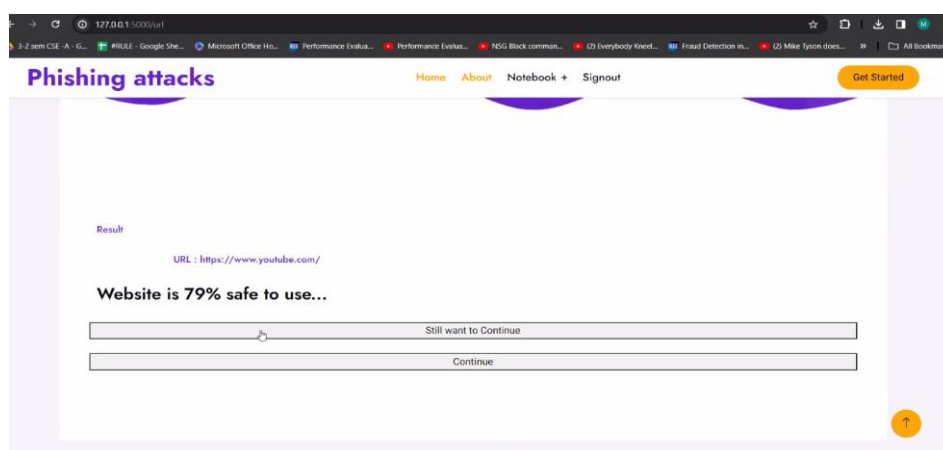 127.0.0.1:5000/url
3-2 sem CSE -A - G... #RULE - Google She... Microsoft Office Ho... Performance Evalua... Performance Evalua... NSG Black comman... (2) Everybody Kneel... Fraud Detection in... (2) Mike Tyson does... » All Bookmar
Phishing attacks Home About Notebook + Signout Get Started
Result
URL : https://www.youtube.com/
Website is 79% safe to use...
Still want to Continue
Continue